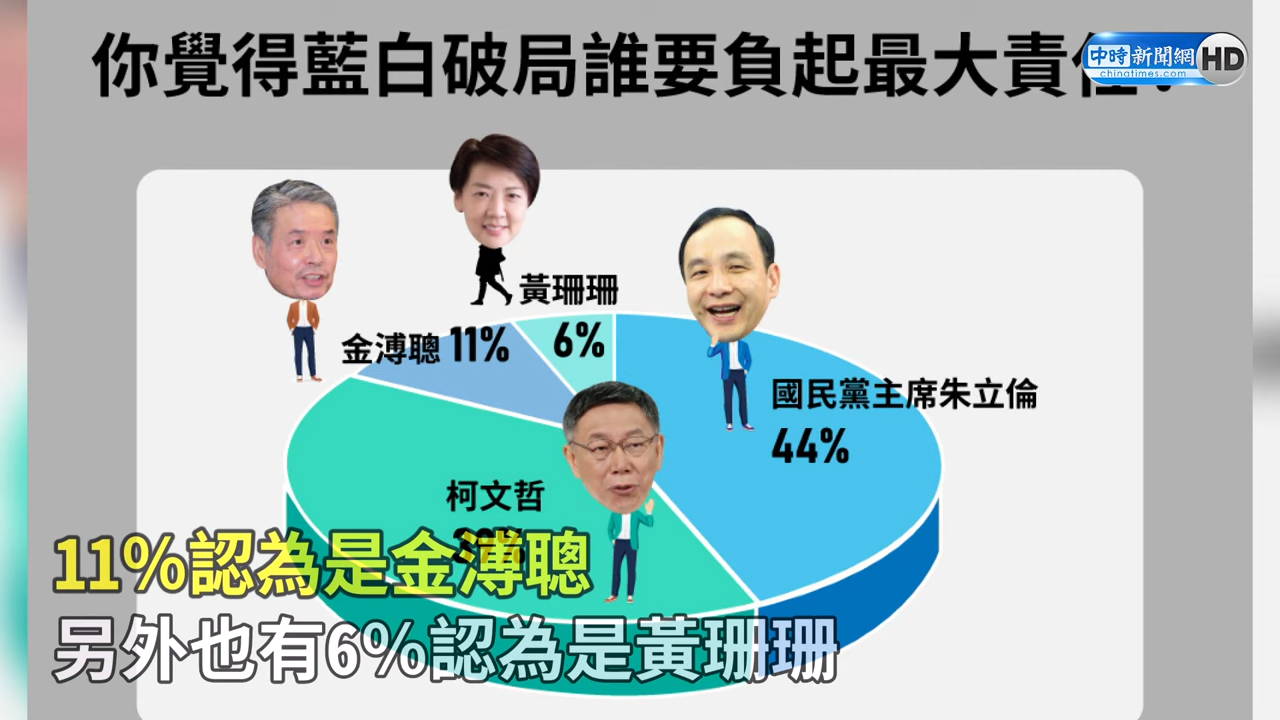 你覺得藍白破局誰要負起最大責任?
中時新聞網 HD
chinatimes.com
黃珊珊
6%
金溥聰 11%
國民黨主席朱立倫
44%
柯文哲
11%認為是金溥聰
另外也有6%認為是黃珊珊